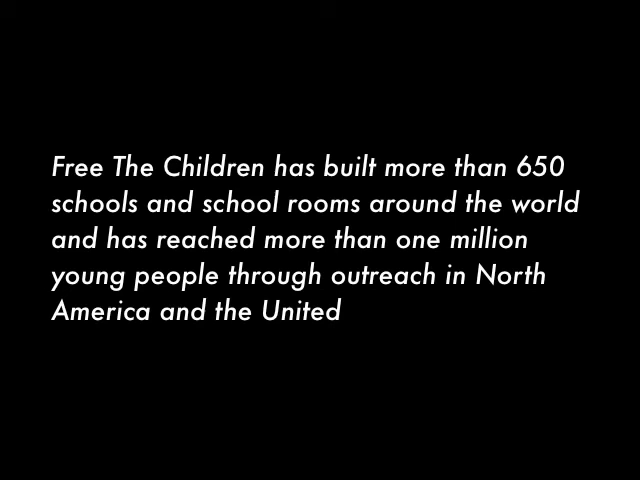 Free The Children has built more than 650
schools and school rooms around the world
and has reached more than one million
young people through outreach in North
America and the United